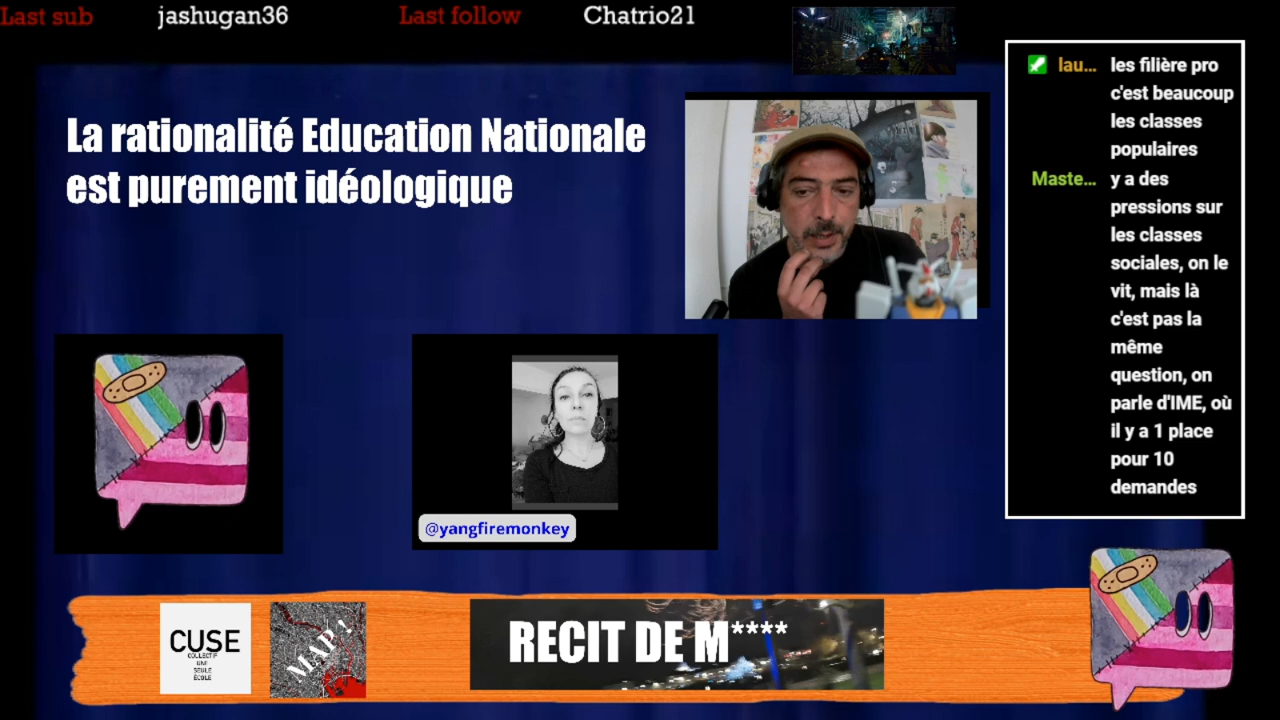 Last sub
jashugan36
Last follow
Chatrio21
La rationalité Education Nationale
est purement idéologique
lau...
les filière pro
c'est beaucoup
les classes
populaires
Maste...
y a des
pressions sur
les classes
sociales, on le
vit, mais là
c'est pas la
même
question, on
parle d'IME, où
il y a 1 place
pour 10
demandes
@yangfiremonkey
CUSE
COLLECTIF
UNE
SEULE
ÉCOLE
MAP !
RECIT DE M****